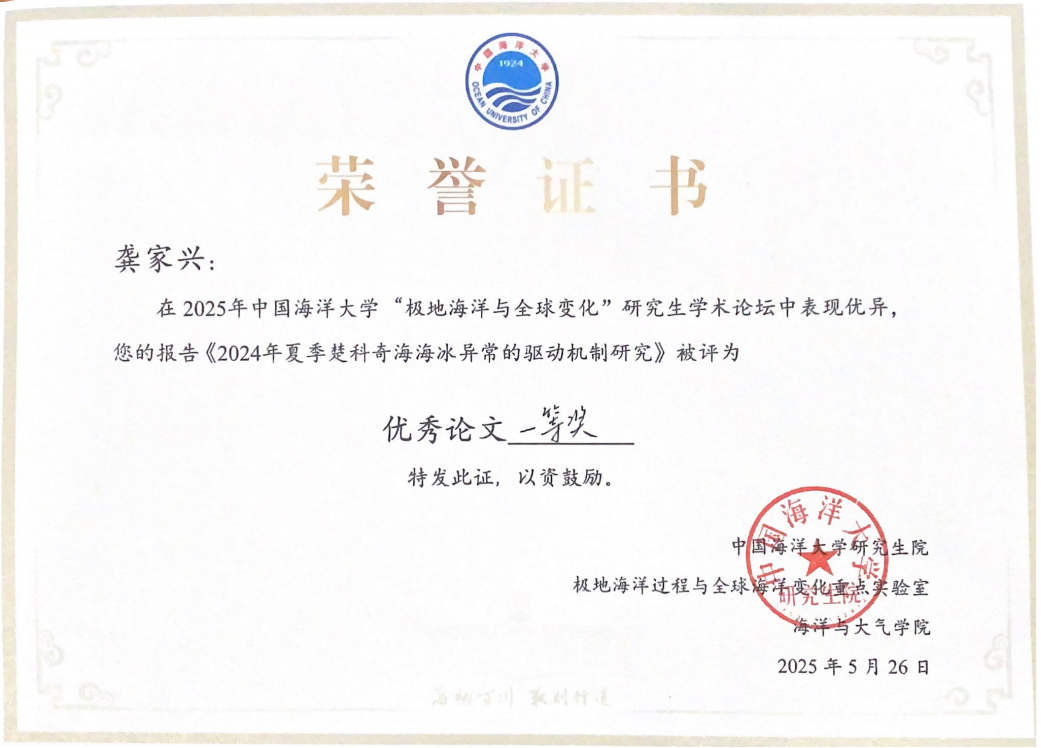 中国海洋大学
1924
OCEAN UNIVERSITY OF CHINA
荣誉证书
龚家兴：
在2025年中国海洋大学“极地海洋与全球变化”研究生学术论坛中表现优异，
您的报告《2024年夏季楚科奇海海冰异常的驱动机制研究》被评为
优秀论文一等奖
特发此证，以资鼓励。
中国海洋大学研究生院
极地海洋过程与全球海洋变化重点实验室
海洋与大气学院
2025年5月26日
中国海洋大学
研究生院
海纳百川 取则行远